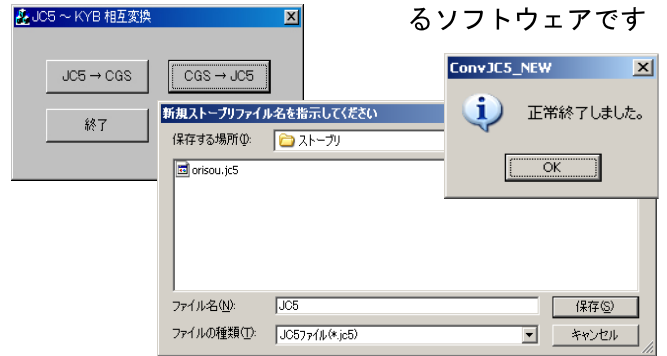 るソフトウェアです
JC5 ～ KYB 相互変換
JC5 → CGS
CGS → JC5
終了
新規ストーブリファイル名を指示してください
保存する場所(I):
ストーブリ
orisou.jc5
ファイル名(N):
JC5
保存(S)
ファイルの種類(T):
JC5ファイル(*.jc5)
キャンセル
ConvJC5_NEW
正常終了しました。
OK